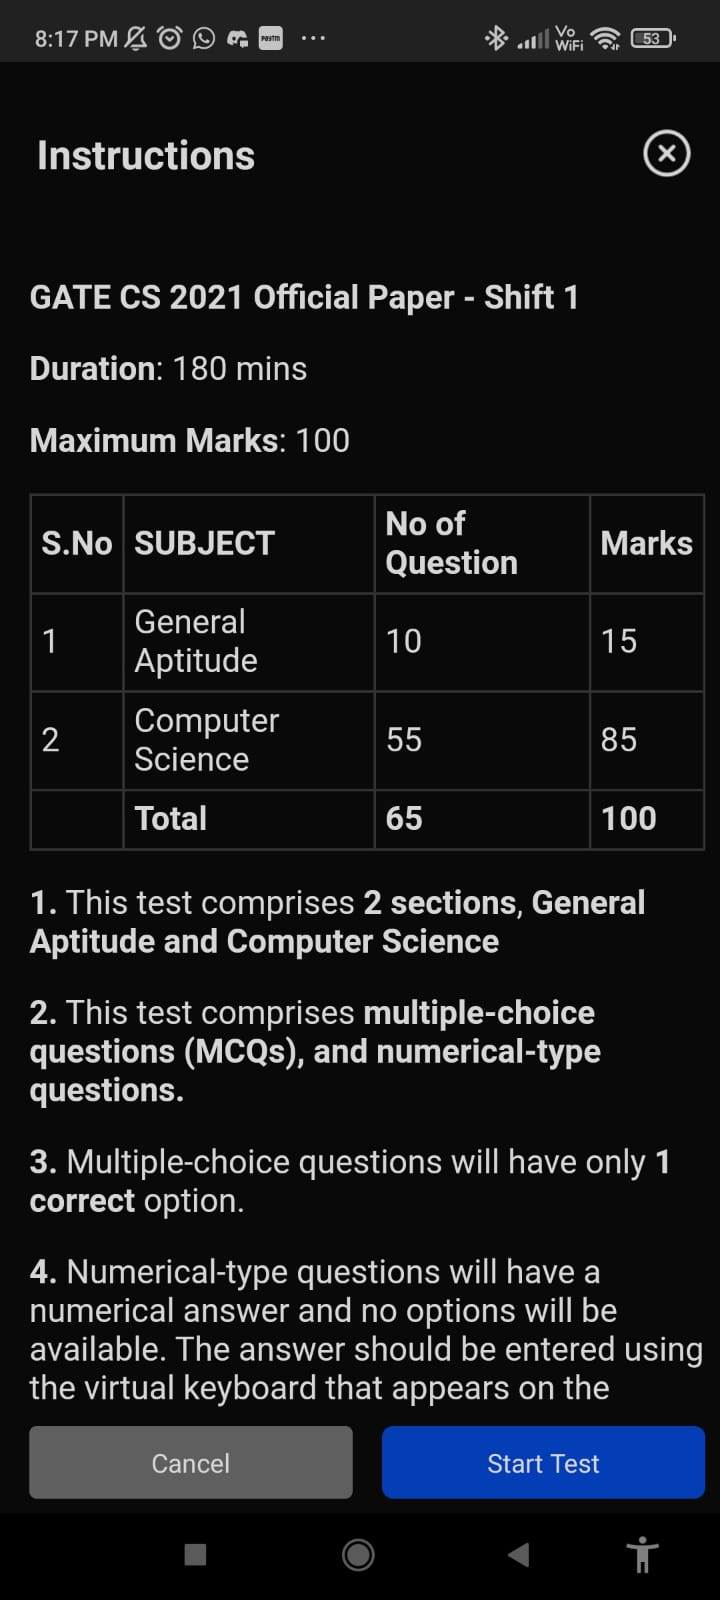 8:17 PM Paytm ... Vo WiFi 53
Instructions
GATE CS 2021 Official Paper - Shift 1
Duration: 180 mins
Maximum Marks: 100
S.No SUBJECT No of Question Marks
1 General Aptitude 10 15
2 Computer Science 55 85
Total 65 100
1. This test comprises 2 sections, General
Aptitude and Computer Science
2. This test comprises multiple-choice
questions (MCQs), and numerical-type
questions.
3. Multiple-choice questions will have only 1
correct option.
4. Numerical-type questions will have a
numerical answer and no options will be
available. The answer should be entered using
the virtual keyboard that appears on the
Cancel Start Test